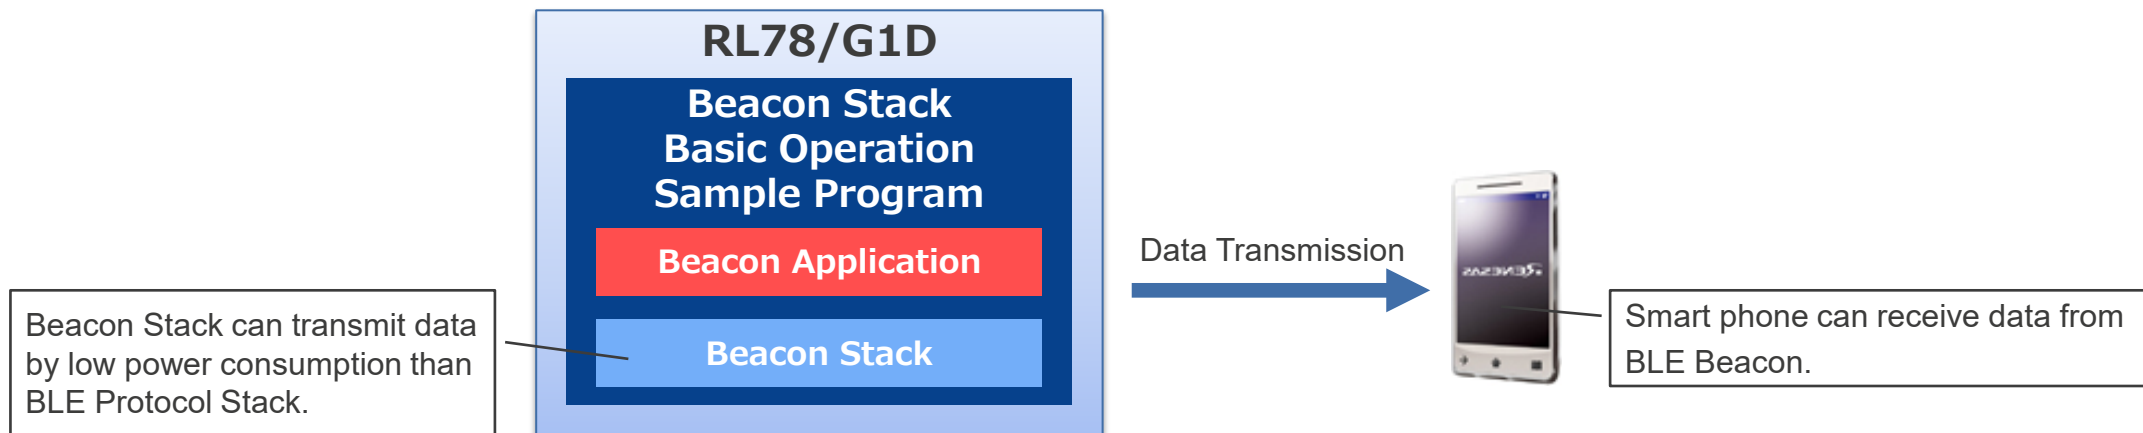 RL78/G1D
Beacon Stack
Basic Operation
Sample Program
Beacon Application
Beacon Stack
Beacon Stack can transmit data
by low power consumption than
BLE Protocol Stack.
Data Transmission
RENESAS
Smart phone can receive data from
BLE Beacon.